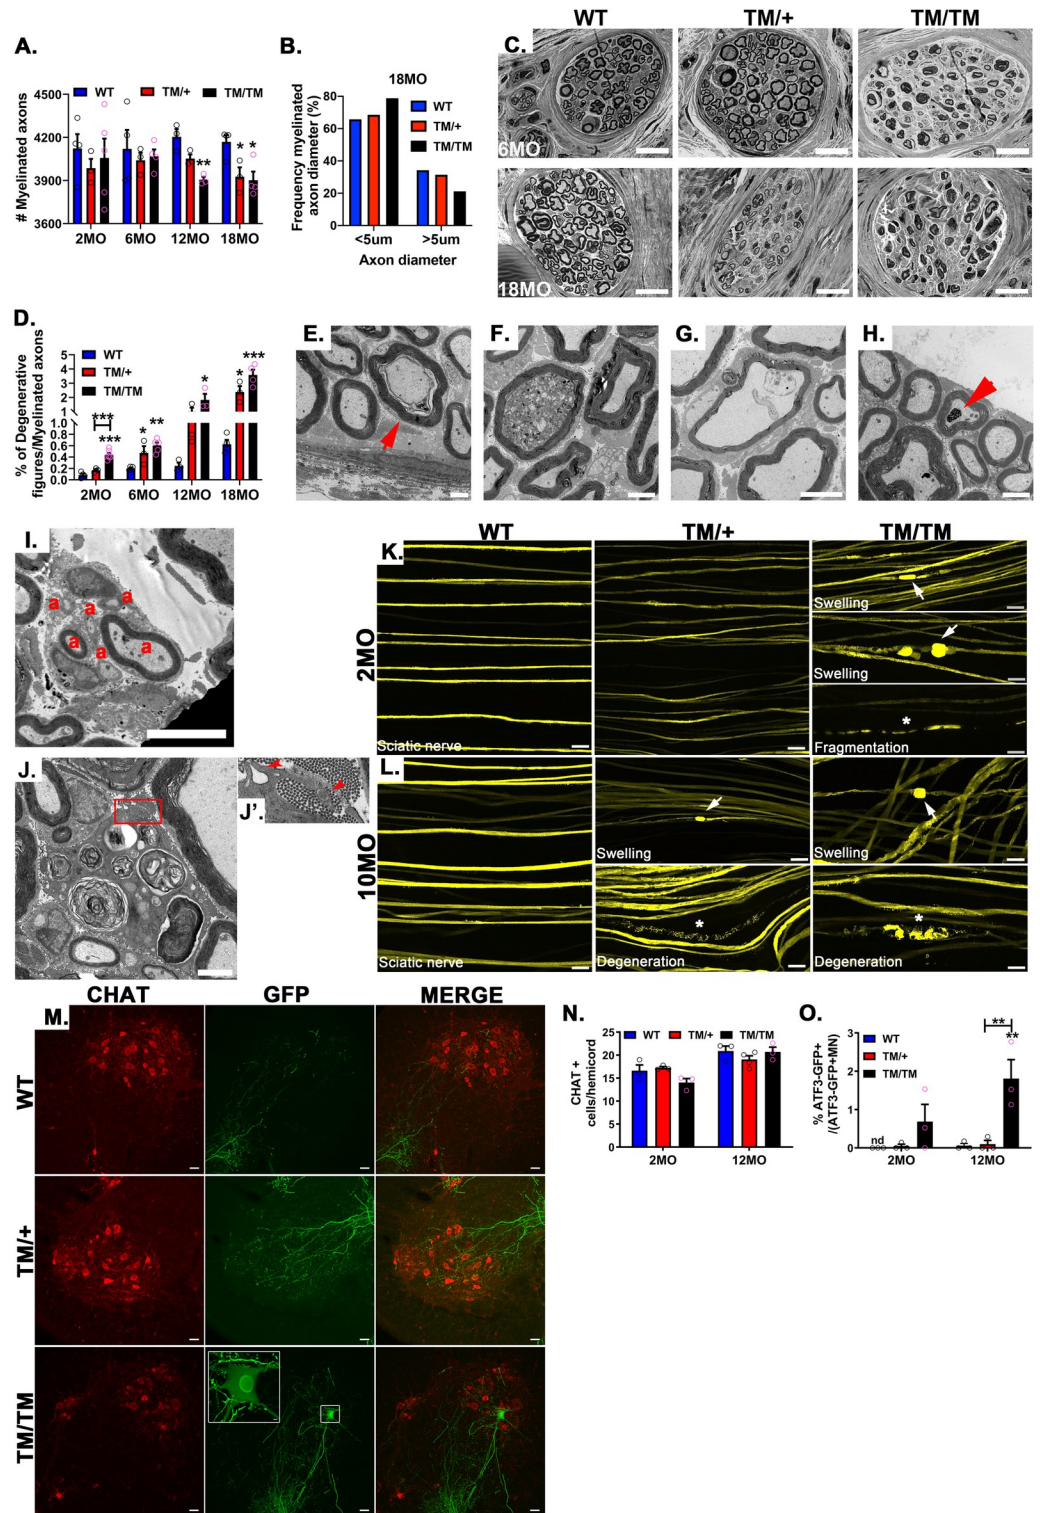 A.
WT TM/+ TM/TM
# Myelinated axons
4500
4200
3900
3600
** * *
2MO 6MO 12MO 18MO
B.
18MO
Frequency myelinated
axon diameter (%)
80
60
40
20
0
WT
TM/+
TM/TM
<5um >5um
Axon diameter
WT TM/+ TM/TM
C.
6MO
18MO
D.
WT
TM/+
TM/TM
% of Degenerative
figures/Myelinated axons
5
4
3
2
1
1.0
0.8
0.6
0.4
0.2
0.0
*** *** * ** * * ***
2MO 6MO 12MO 18MO
E.
F.
G.
H.
I.
a a a
a a a
J.
J'.
WT TM/+ TM/TM
K.
2MO
Sciatic nerve
Swelling
Swelling
*
Fragmentation
L.
10MO
Sciatic nerve
Swelling
Swelling
*
Degeneration
*
Degeneration
CHAT GFP MERGE
M.
WT
TM/+
TM/TM
N.
WT TM/+ TM/TM
CHAT +
cells/hemicord
25
20
15
10
5
0
2MO 12MO
O.
WT
TM/+
TM/TM
% ATF3-GFP+
/(ATF3-GFP+MN)
3
2
1
0
nd
** **
2MO 12MO